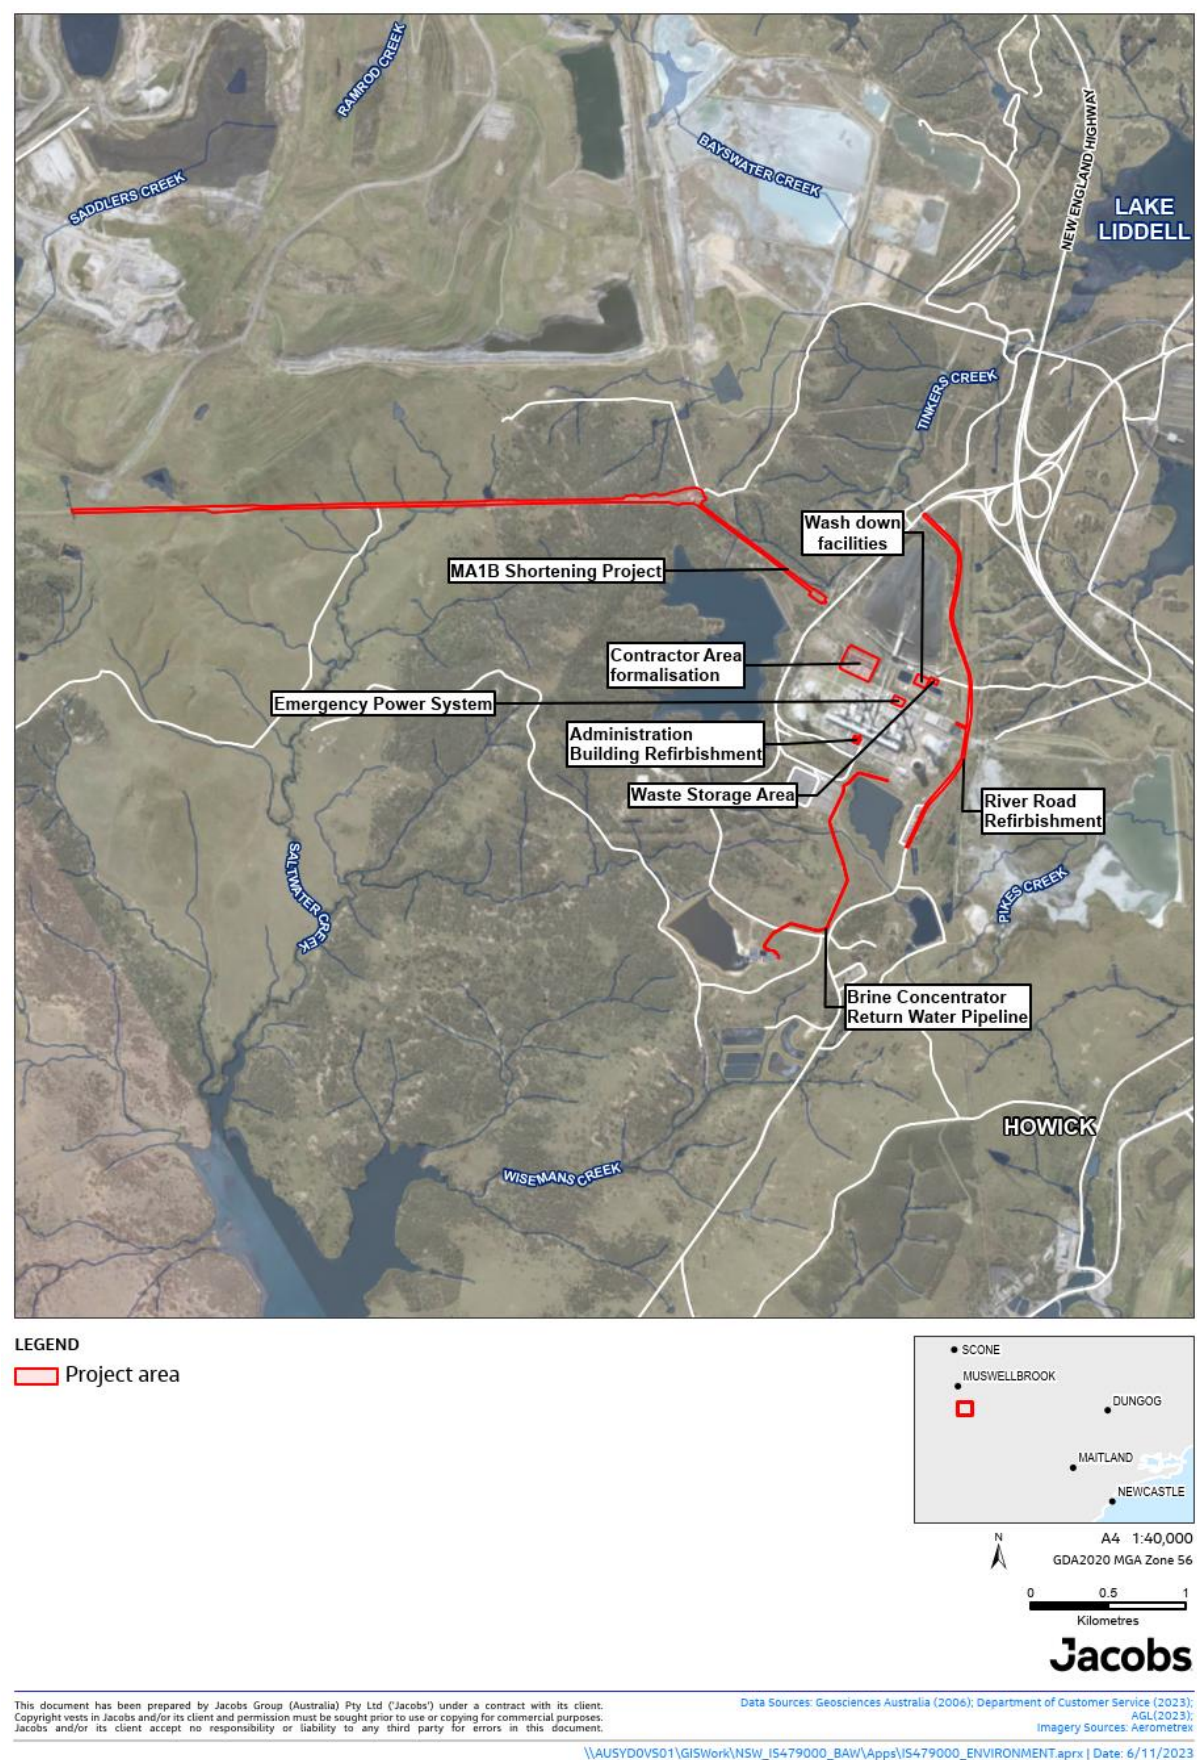 RAMROD CREEK
SADDLERS CREEK
BAYSWATER CREEK
NEW ENGLAND HIGHWAY
LAKE
LIDDELL
TINKERS CREEK
Wash down
facilities
MA1B Shortening Project
Contractor Area
formalisation
Emergency Power System
Administration
Building Refirbishment
Waste Storage Area
River Road
Refirbishment
SALTWATER CREEK
PIKES CREEK
Brine Concentrator
Return Water Pipeline
HOWICK
WISEMANS CREEK
LEGEND
Project area
SCONE
MUSWELLBROOK
DUNGOG
MAITLAND
NEWCASTLE
N
A4 1:40,000
GDA2020 MGA Zone 56
0 0.5 1
Kilometres
Jacobs
This document has been prepared by Jacobs Group (Australia) Pty Ltd ('Jacobs') under a contract with its client.
Copyright vests in Jacobs and/or its client and permission must be sought prior to use or copying for commercial purposes.
Jacobs and/or its client accept no responsibility or liability to any third party for errors in this document.
Data Sources: Geosciences Australia (2006); Department of Customer Service (2023);
AGL(2023);
Imagery Sources: Aerometrex
\\AUSYD0VS01\GISWork\NSW_IS479000_BAW\Apps\IS479000_ENVIRONMENT.aprx | Date: 6/11/2023